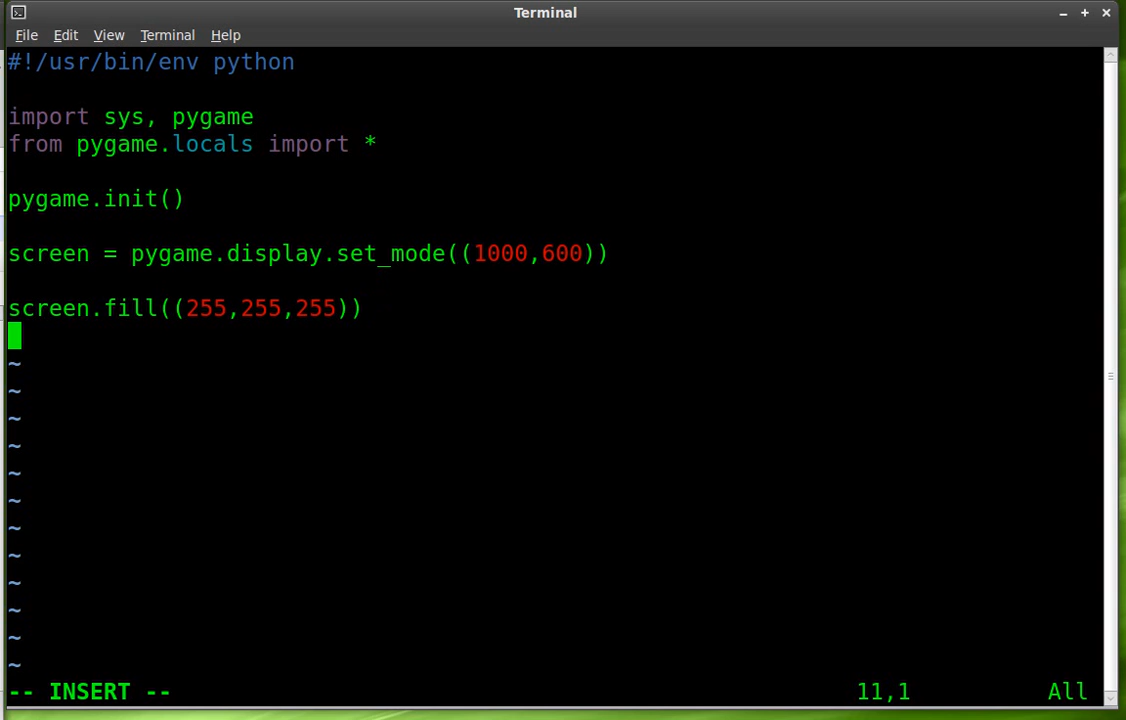 Terminal
File Edit View Terminal Help
#!/usr/bin/env python
import sys, pygame
from pygame.locals import *
pygame.init()
screen = pygame.display.set_mode((1000,600))
screen.fill((255,255,255))
~
~
~
~
~
~
~
~
~
~
~
~
-- INSERT -- 11,1 All